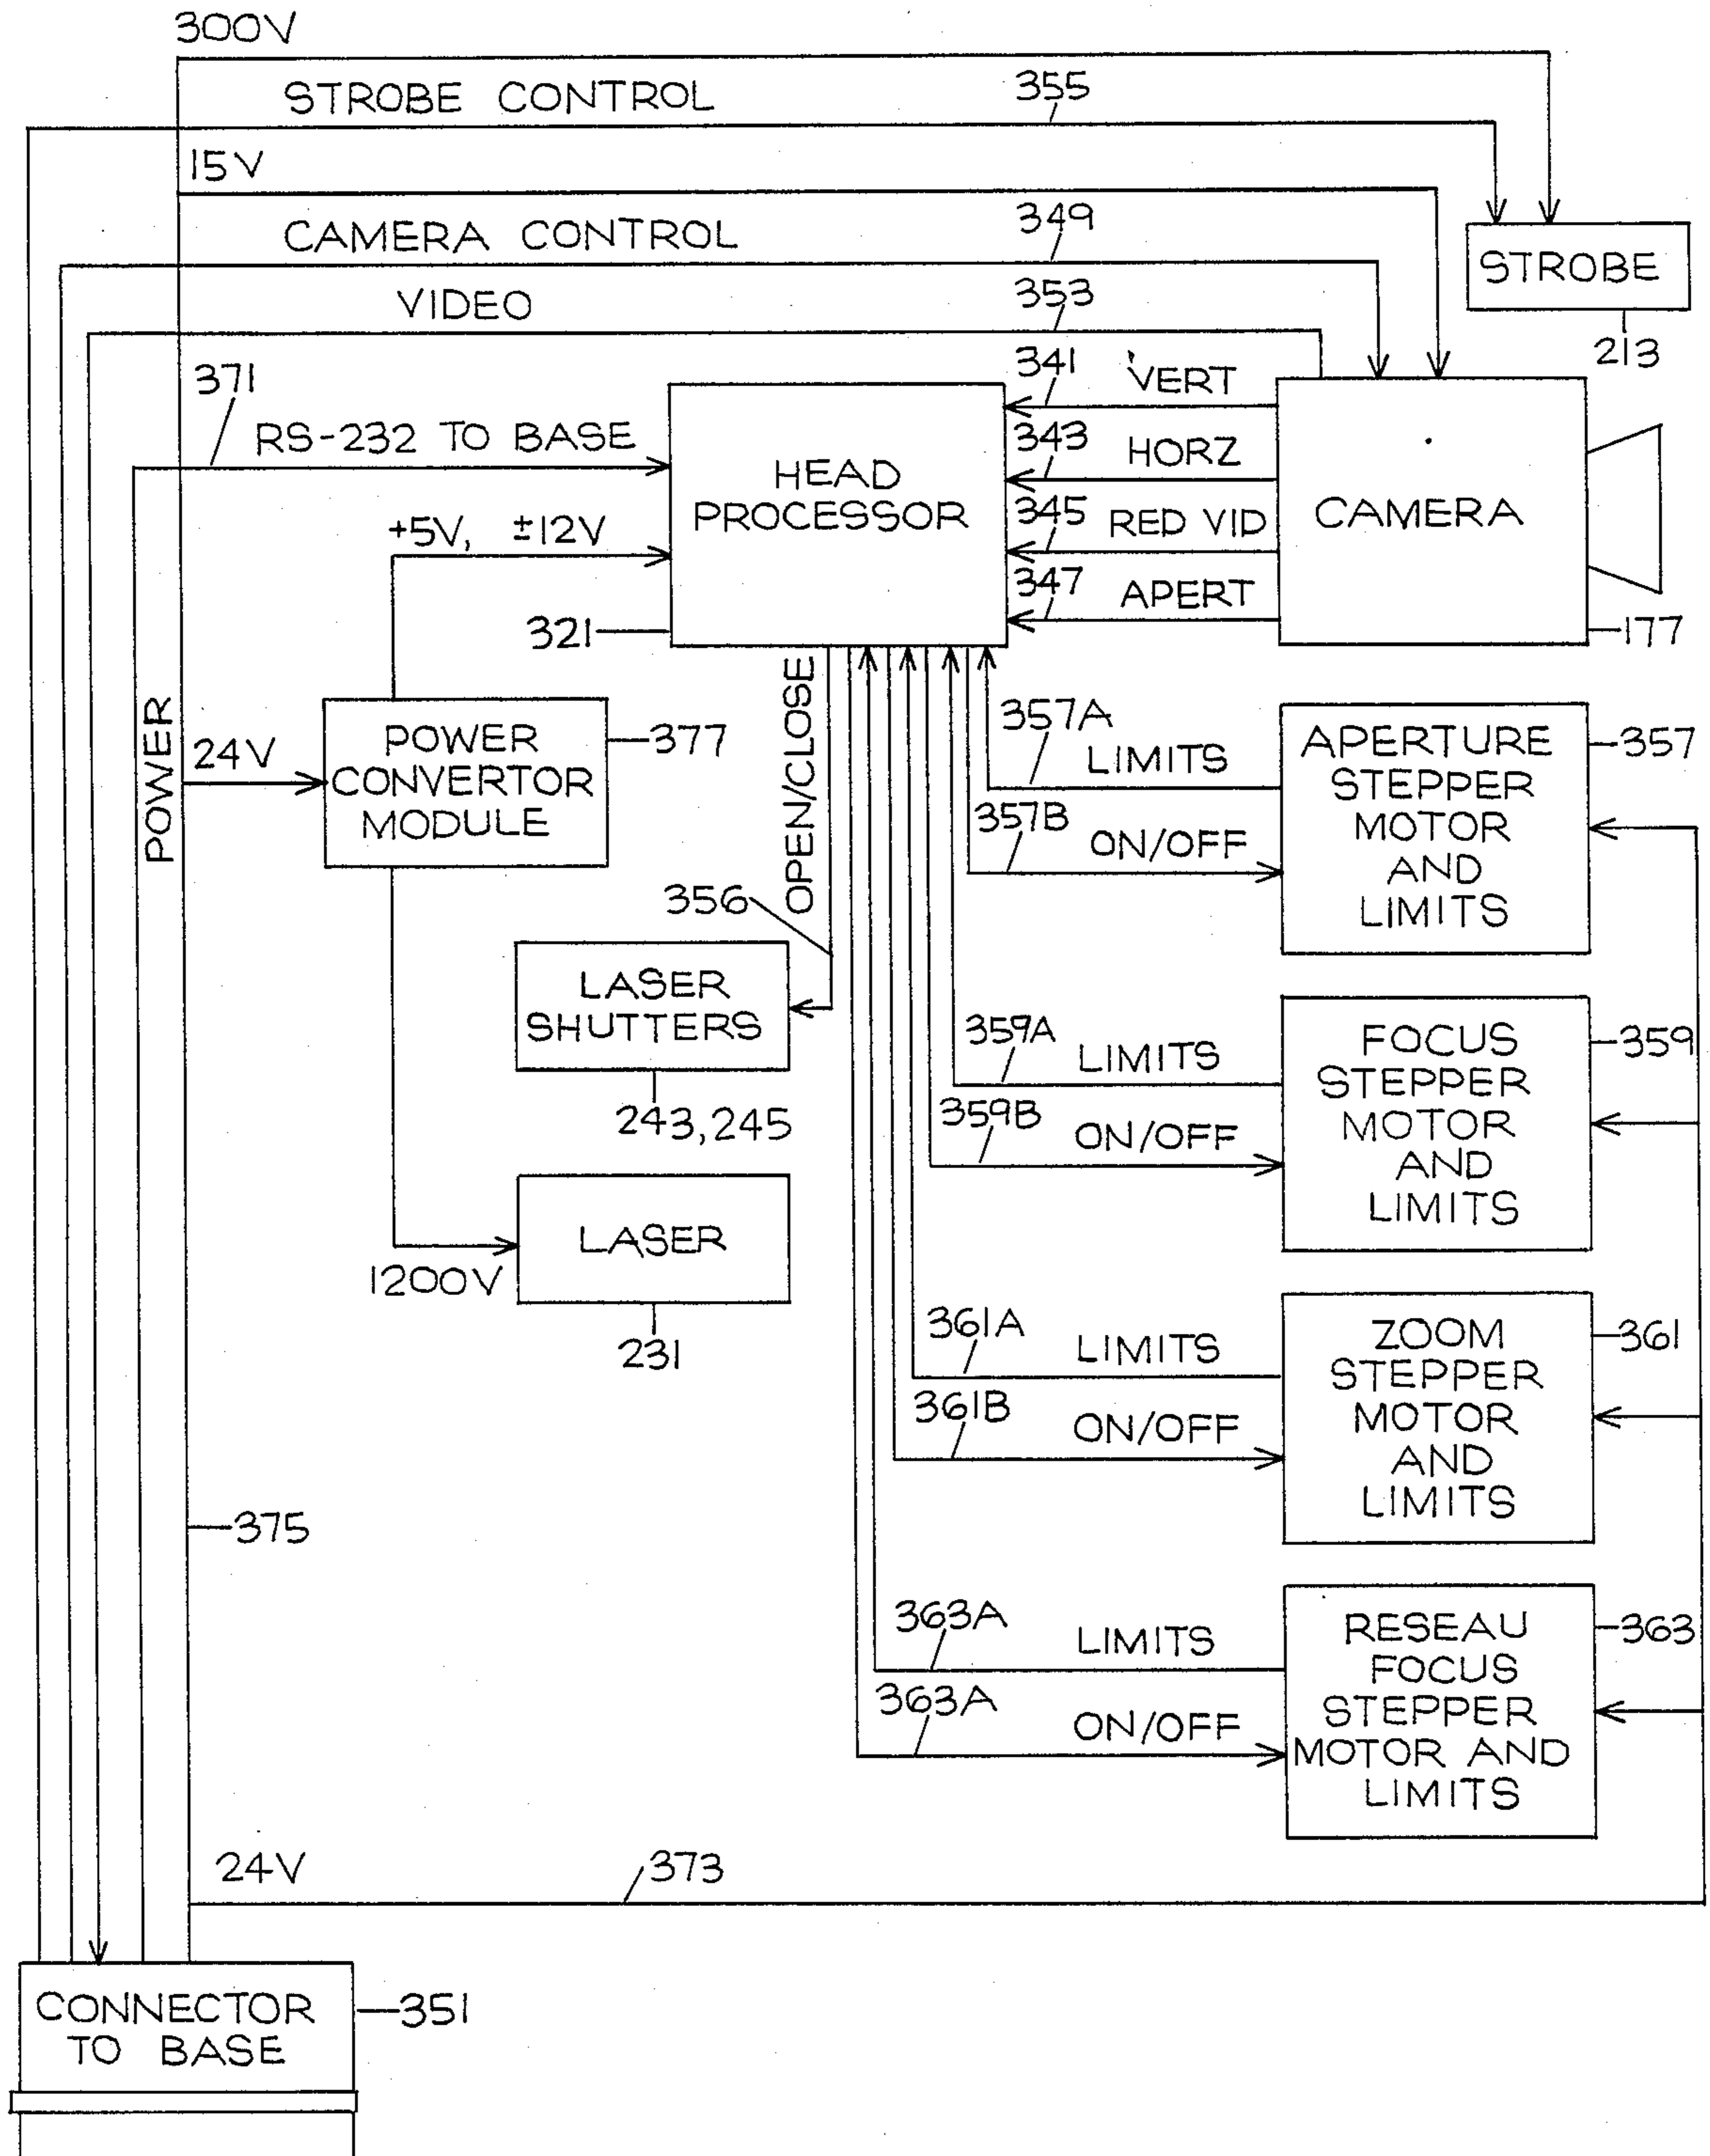 300V
STROBE CONTROL
355
15V
CAMERA CONTROL
349
STROBE
213
VIDEO
353
371
RS-232 TO BASE
HEAD
PROCESSOR
321
341
VERT
343
HORZ
345
RED VID
347
APERT
CAMERA
177
+5V, ±12V
POWER
24V
POWER
CONVERTOR
MODULE
377
OPEN/CLOSE
356
LASER
SHUTTERS
243,245
1200V
LASER
231
357A
LIMITS
357B
ON/OFF
APERTURE
STEPPER
MOTOR
AND
LIMITS
357
359A
LIMITS
359B
ON/OFF
FOCUS
STEPPER
MOTOR
AND
LIMITS
359
361A
LIMITS
361B
ON/OFF
ZOOM
STEPPER
MOTOR
AND
LIMITS
361
375
363A
LIMITS
363A
ON/OFF
RESEAU
FOCUS
STEPPER
MOTOR AND
LIMITS
363
24V
373
CONNECTOR
TO BASE
351